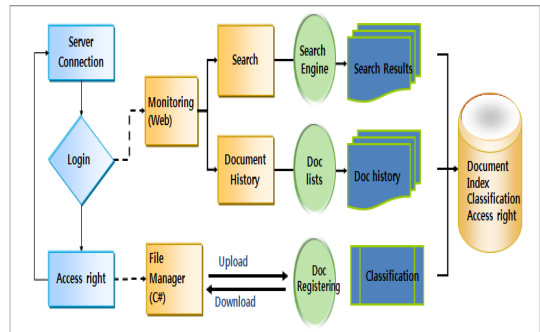 Server
Connection
Login
Access right
Monitoring
(Web)
File
Manager
(C#)
Search
Document
History
Upload
Download
Search
Engine
Doc
lists
Doc
Registering
Search Results
Doc history
Classification
Document
Index
Classification
Access right